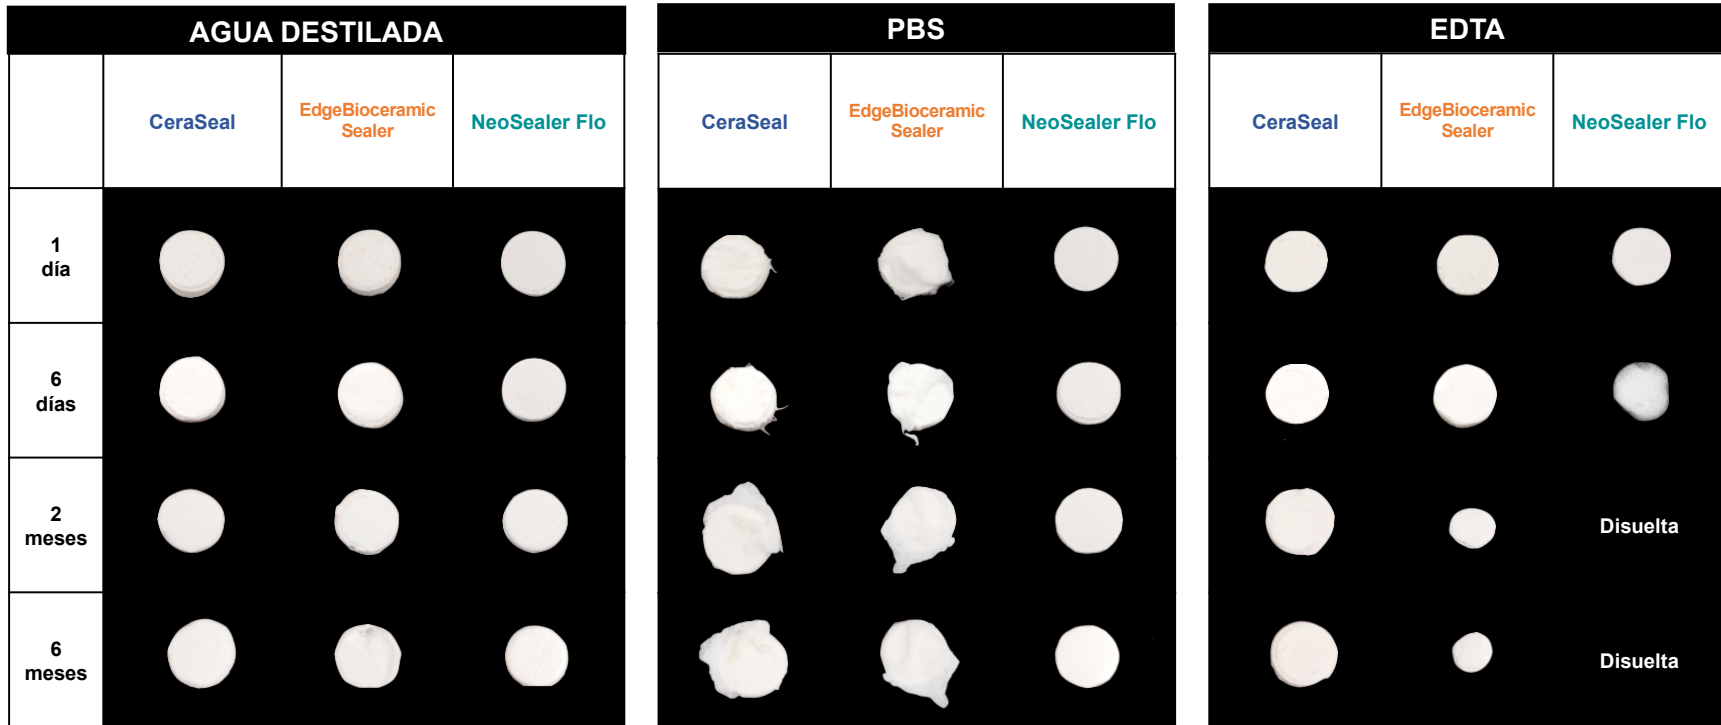 AGUA DESTILADA
CeraSeal
EdgeBioceramic
Sealer
NeoSealer Flo
PBS
CeraSeal
EdgeBioceramic
Sealer
NeoSealer Flo
EDTA
CeraSeal
EdgeBioceramic
Sealer
NeoSealer Flo
1
día
6
días
2
meses
Disuelta
6
meses
Disuelta